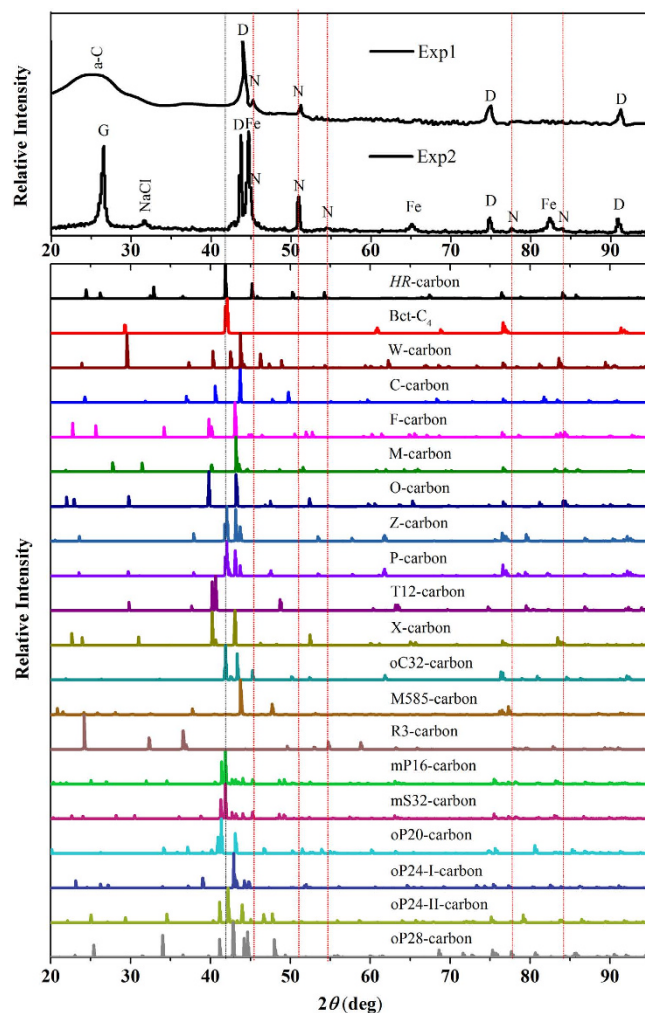 D
a-C
N
N
D
D
Exp1
Relative Intensity
G
NaCl
D
Fe
N
N
N
Fe
D
N
Fe
N
D
Exp2
20 30 40 50 60 70 80 90
HR-carbon
Bct-C₄
W-carbon
C-carbon
F-carbon
M-carbon
O-carbon
Z-carbon
P-carbon
T12-carbon
X-carbon
oC32-carbon
M585-carbon
R3-carbon
mP16-carbon
mS32-carbon
oP20-carbon
oP24-I-carbon
oP24-II-carbon
oP28-carbon
Relative Intensity
20 30 40 50 60 70 80 90
2θ (deg)